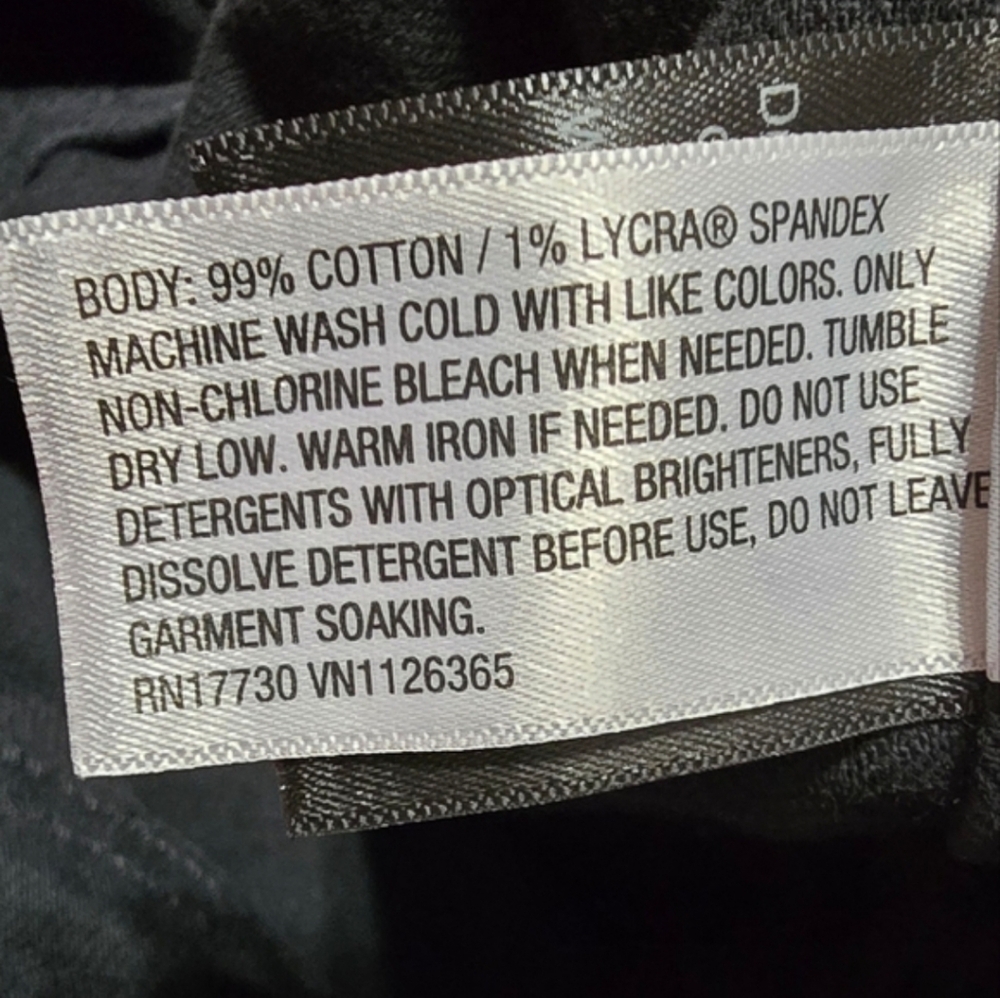 BODY: 99% COTTON / 1% LYCRA® SPANDEX
MACHINE WASH COLD WITH LIKE COLORS. ONLY
NON-CHLORINE BLEACH WHEN NEEDED. TUMBLE
DRY LOW. WARM IRON IF NEEDED. DO NOT USE
DETERGENTS WITH OPTICAL BRIGHTENERS, FULLY
DISSOLVE DETERGENT BEFORE USE, DO NOT LEAVE
GARMENT SOAKING.
RN17730 VN1126365